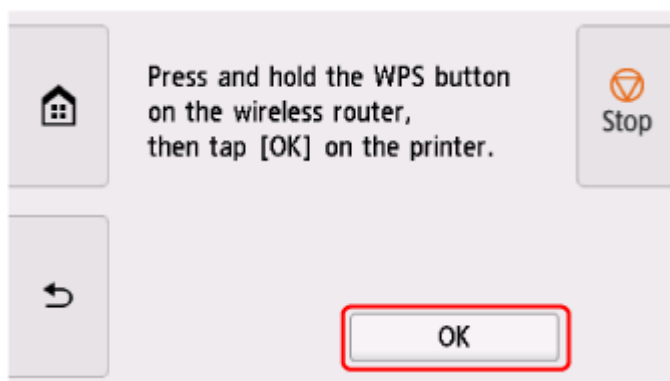 Press and hold the WPS button
on the wireless router,
then tap [OK] on the printer.
Stop
OK